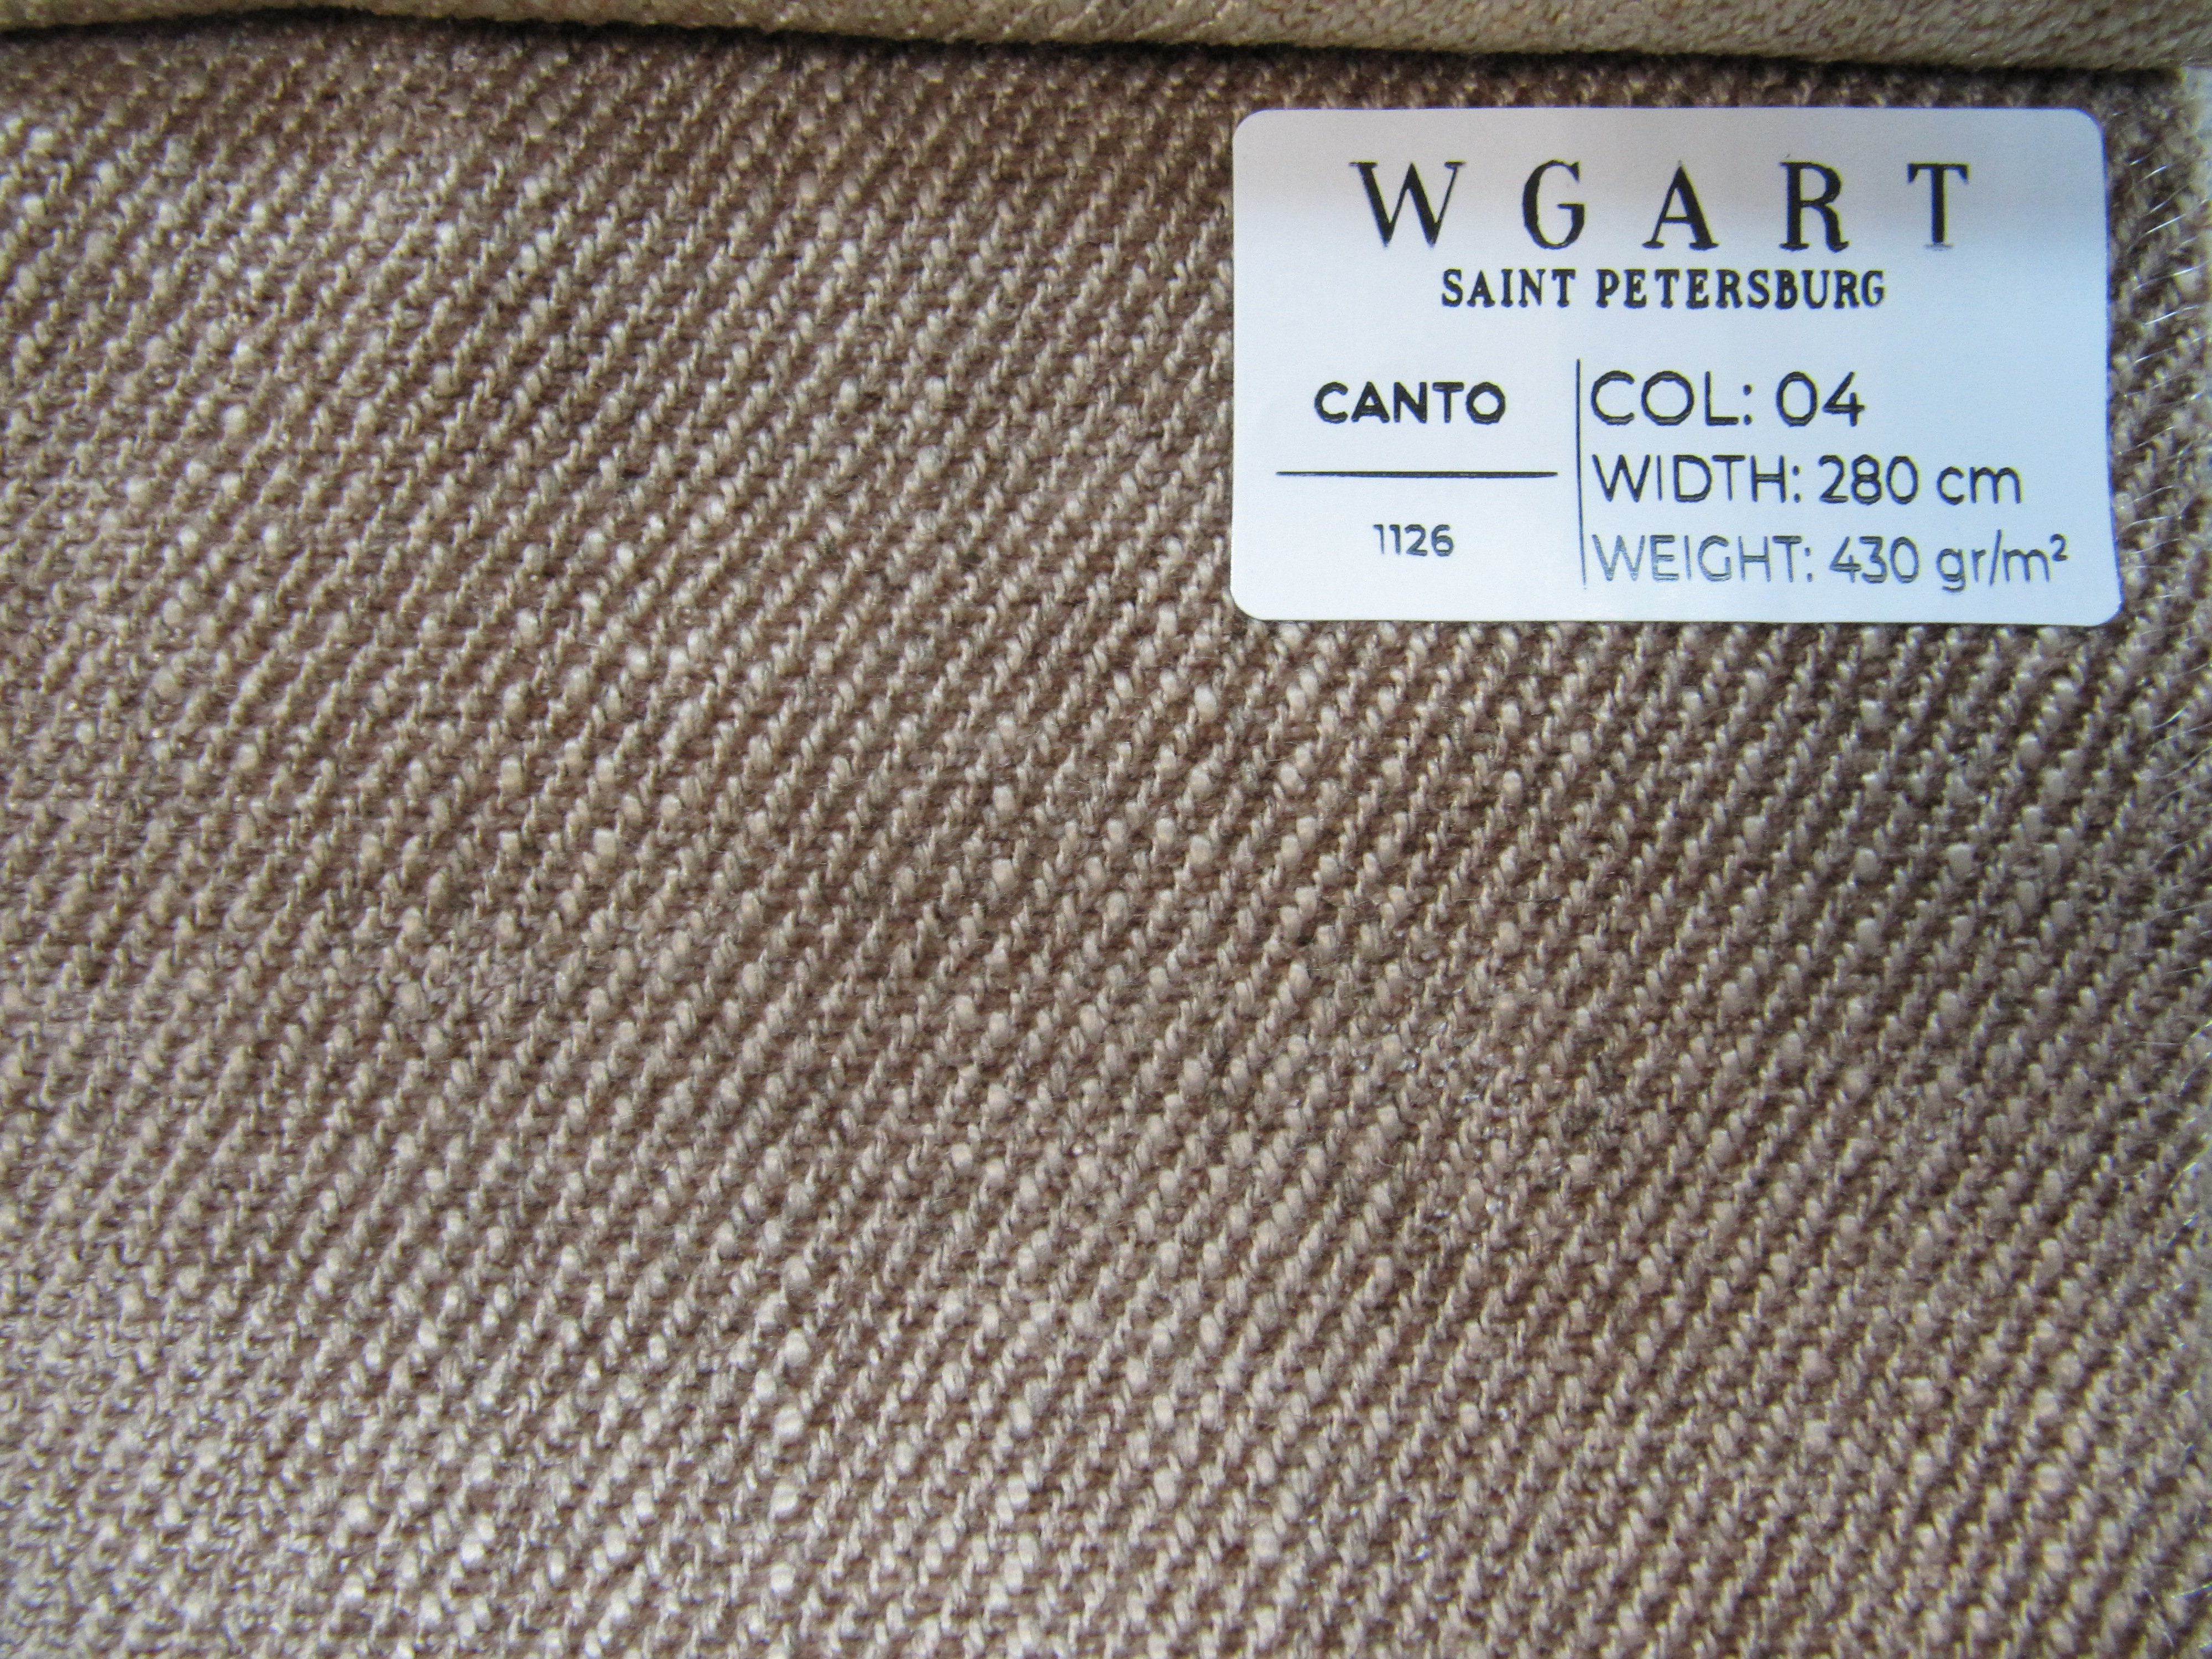 WGART
SAINT PETERSBURG
CANTO
1126
COL: 04
WIDTH: 280 cm
WEIGHT: 430 gr/m²